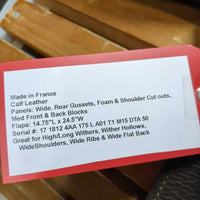 Made in France
Calf Leather
Panels: Wide, Rear Gussets, Foam & Shoulder Cut outs,
Med Front & Back Blocks
Flaps: 14.75"L x 24.5"W
Serial #: 17 1812 4AA 175 L A01 T1 M15 DTA 50
Great for High/Long Withers, Wither Hollows,
WideShoulders, Wide Ribs & Wide Flat Back